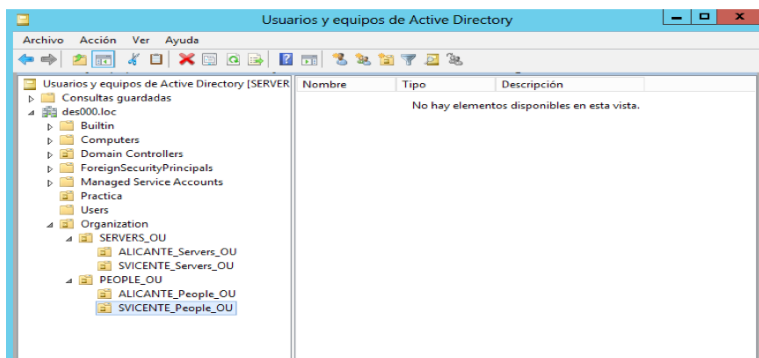 Usuarios y equipos de Active Directory
Archivo Acción Ver Ayuda
Usuarios y equipos de Active Directory [SERVER
Nombre Tipo Descripción
Consultas guardadas
No hay elementos disponibles en esta vista.
des000.loc
Builtin
Computers
Domain Controllers
ForeignSecurityPrincipals
Managed Service Accounts
Practica
Users
Organization
SERVERS_OU
ALICANTE_Servers_OU
SVICENTE_Servers_OU
PEOPLE_OU
ALICANTE_People_OU
SVICENTE_People_OU